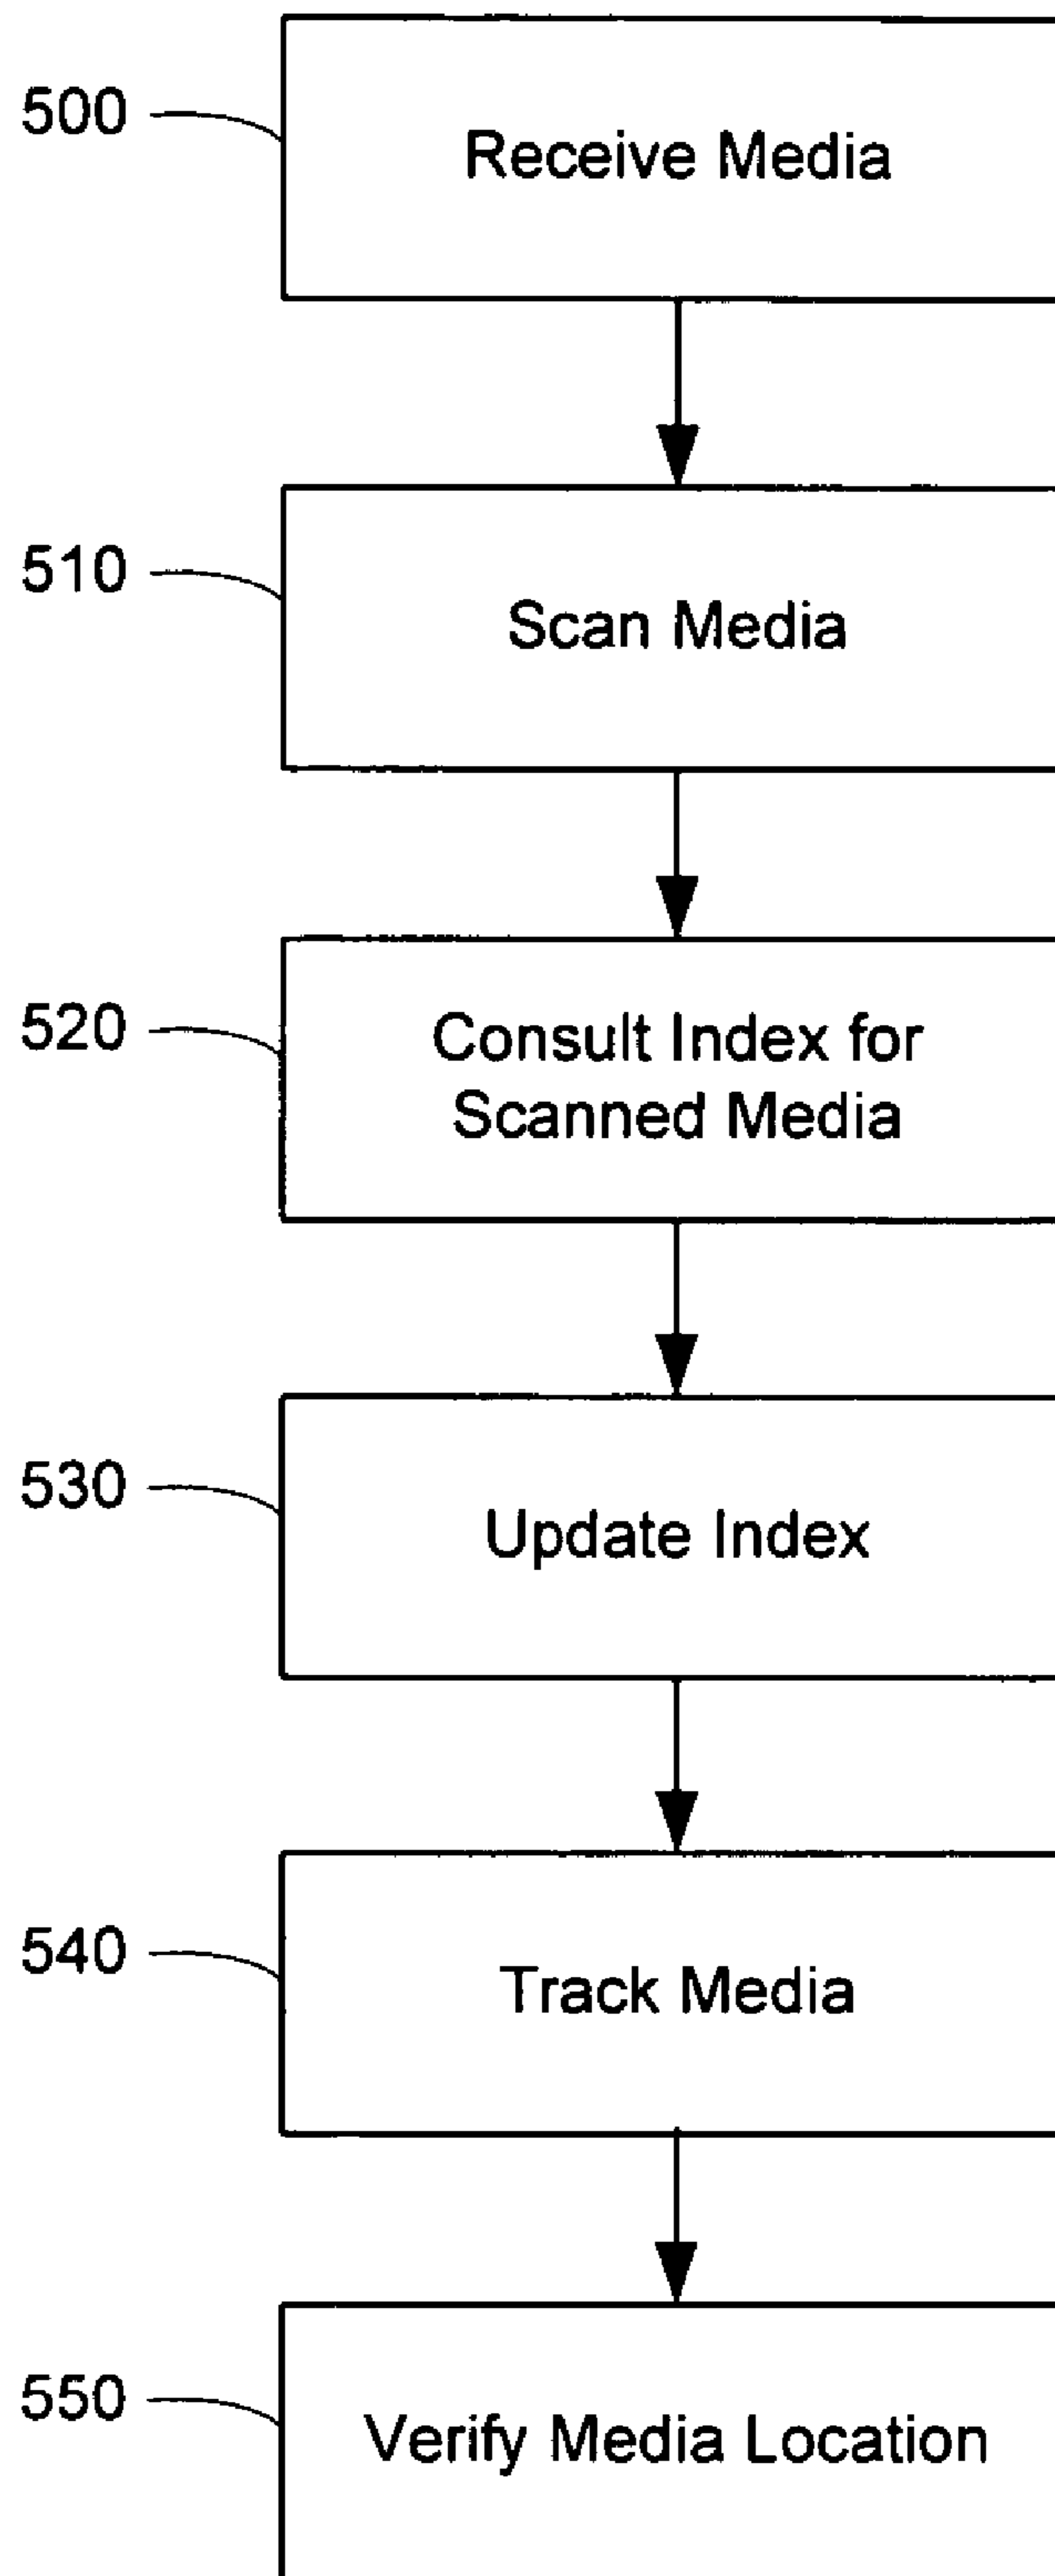 500
Receive Media
510
Scan Media
520
Consult Index for
Scanned Media
530
Update Index
540
Track Media
550
Verify Media Location